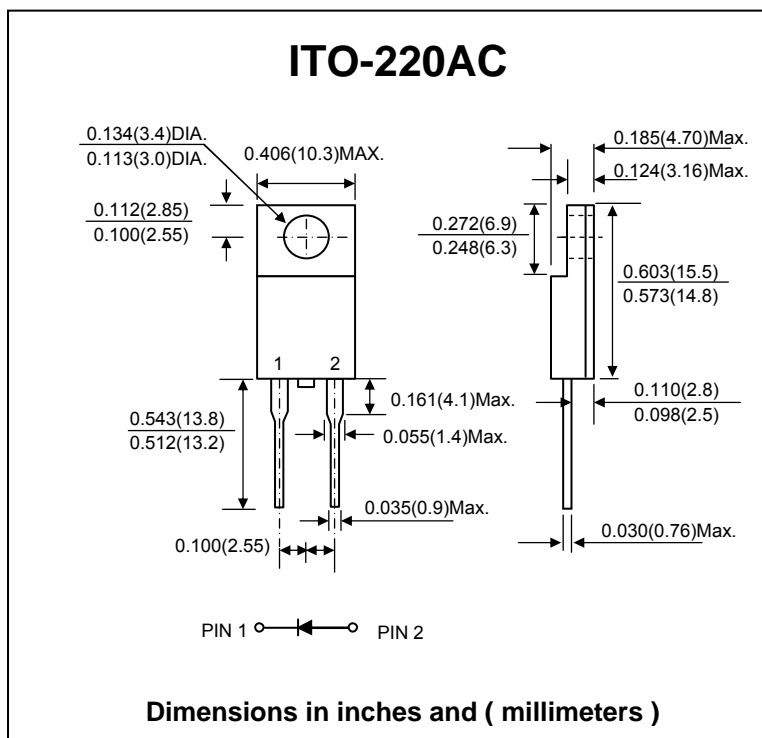 ITO-220AC
0.134(3.4)DIA.
0.113(3.0)DIA.
0.406(10.3)MAX.
0.185(4.70)Max.
0.124(3.16)Max.
0.112(2.85)
0.100(2.55)
0.272(6.9)
0.248(6.3)
0.603(15.5)
0.573(14.8)
1
2
0.161(4.1)Max.
0.110(2.8)
0.098(2.5)
0.543(13.8)
0.512(13.2)
0.055(1.4)Max.
0.035(0.9)Max.
0.030(0.76)Max.
0.100(2.55)
PIN 1
PIN 2
Dimensions in inches and ( millimeters )